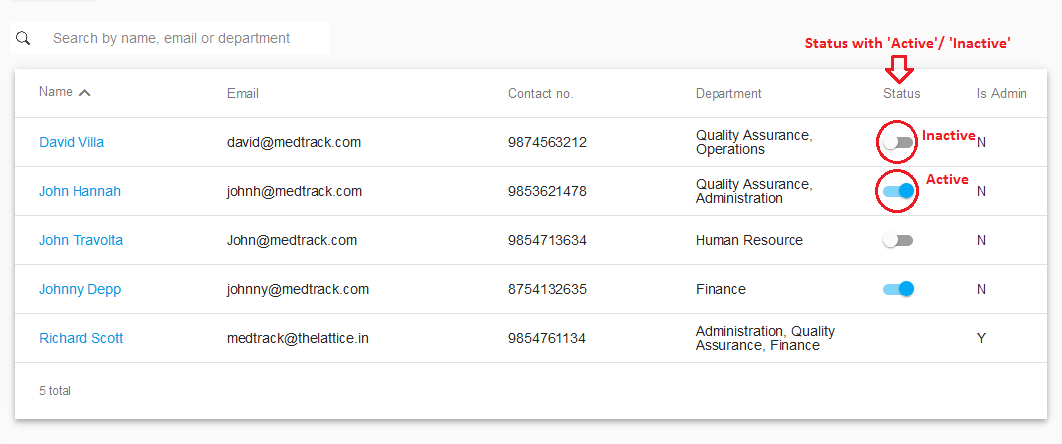 Search by name, email or department
Status with 'Active'/ 'Inactive'
Name Email Contact no. Department Status Is Admin
David Villa david@medtrack.com 9874563212 Quality Assurance, Operations Inactive N
John Hannah johnh@medtrack.com 9853621478 Quality Assurance, Administration Active N
John Travolta John@medtrack.com 9854713634 Human Resource N
Johnny Depp johnny@medtrack.com 8754132635 Finance N
Richard Scott medtrack@thelattice.in 9854761134 Administration, Quality Assurance, Finance Y
5 total